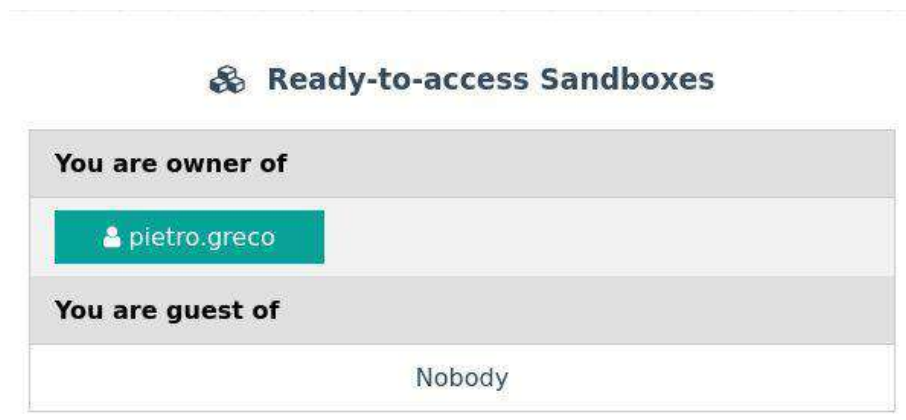 Ready-to-access Sandboxes
You are owner of
pietro.greco
You are guest of
Nobody